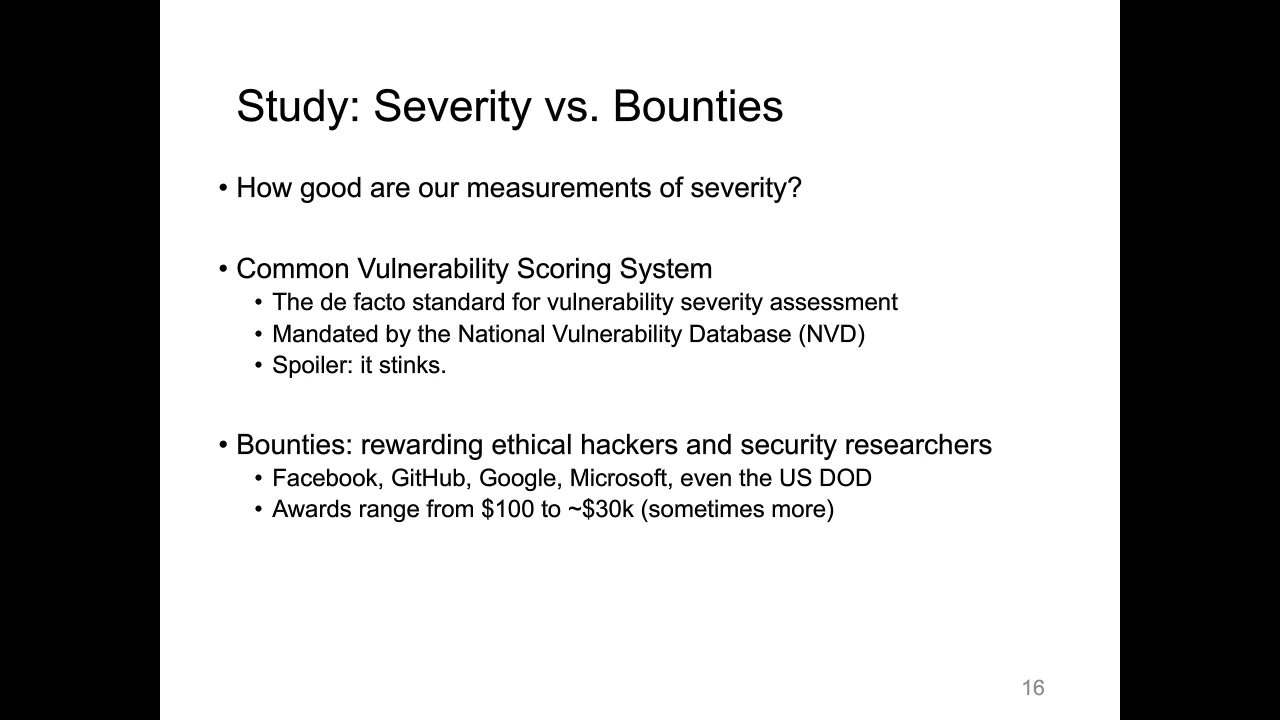 Study: Severity vs. Bounties
• How good are our measurements of severity?
• Common Vulnerability Scoring System
• The de facto standard for vulnerability severity assessment
• Mandated by the National Vulnerability Database (NVD)
• Spoiler: it stinks.
• Bounties: rewarding ethical hackers and security researchers
• Facebook, GitHub, Google, Microsoft, even the US DOD
• Awards range from $100 to ~$30k (sometimes more)
16